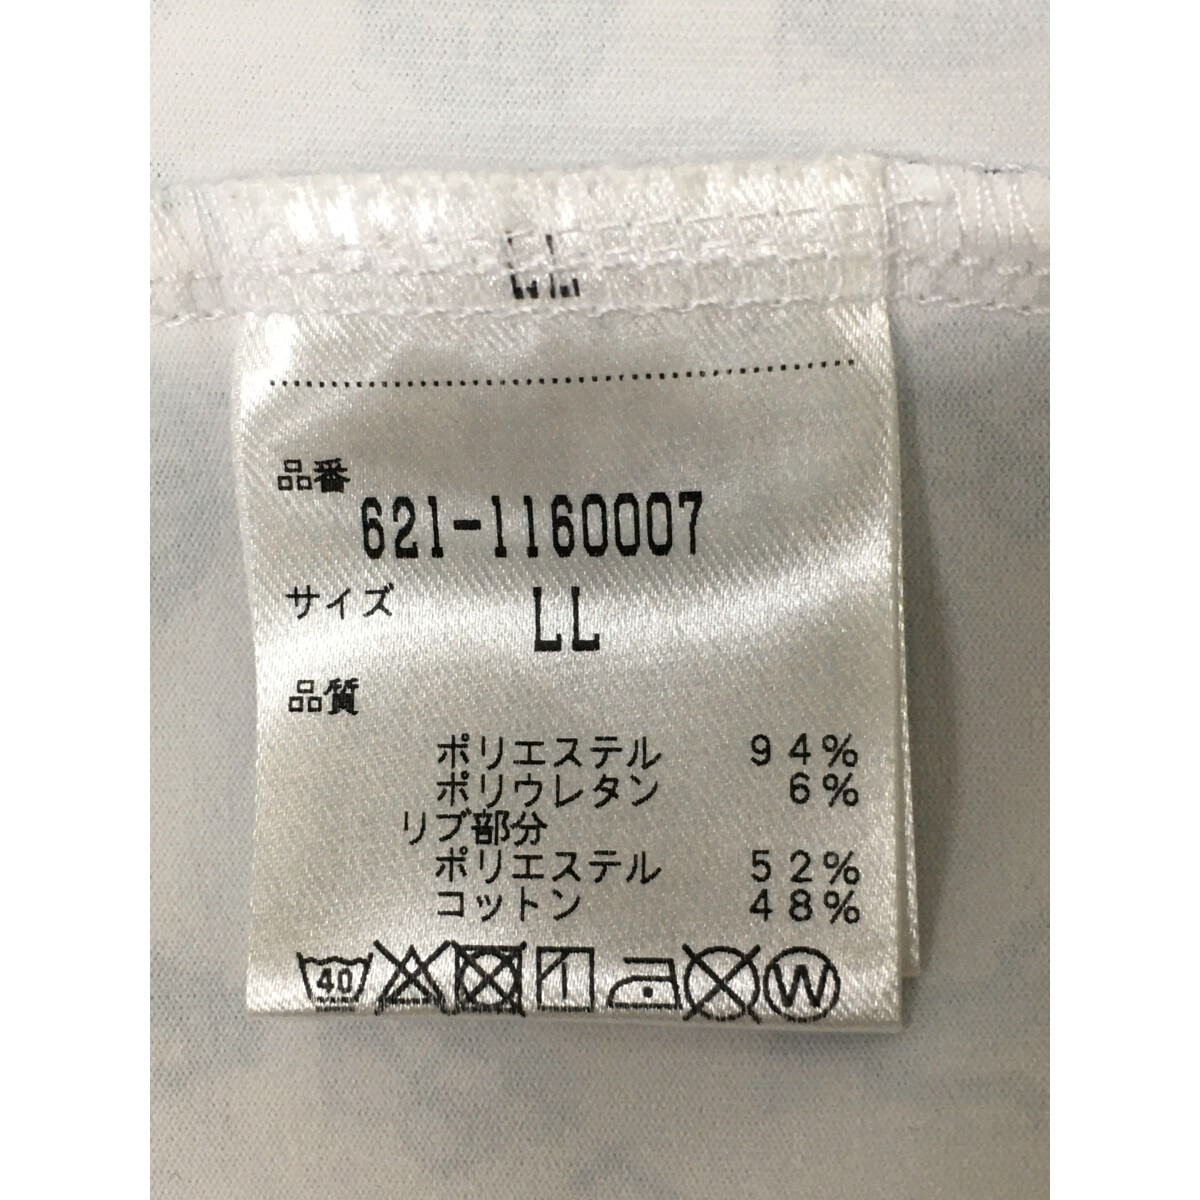 LL
品番
621-1160007
サイズ LL
品質
ポリエステル 94%
ポリウレタン 6%
リブ部分
ポリエステル 52%
コットン 48%
40 W